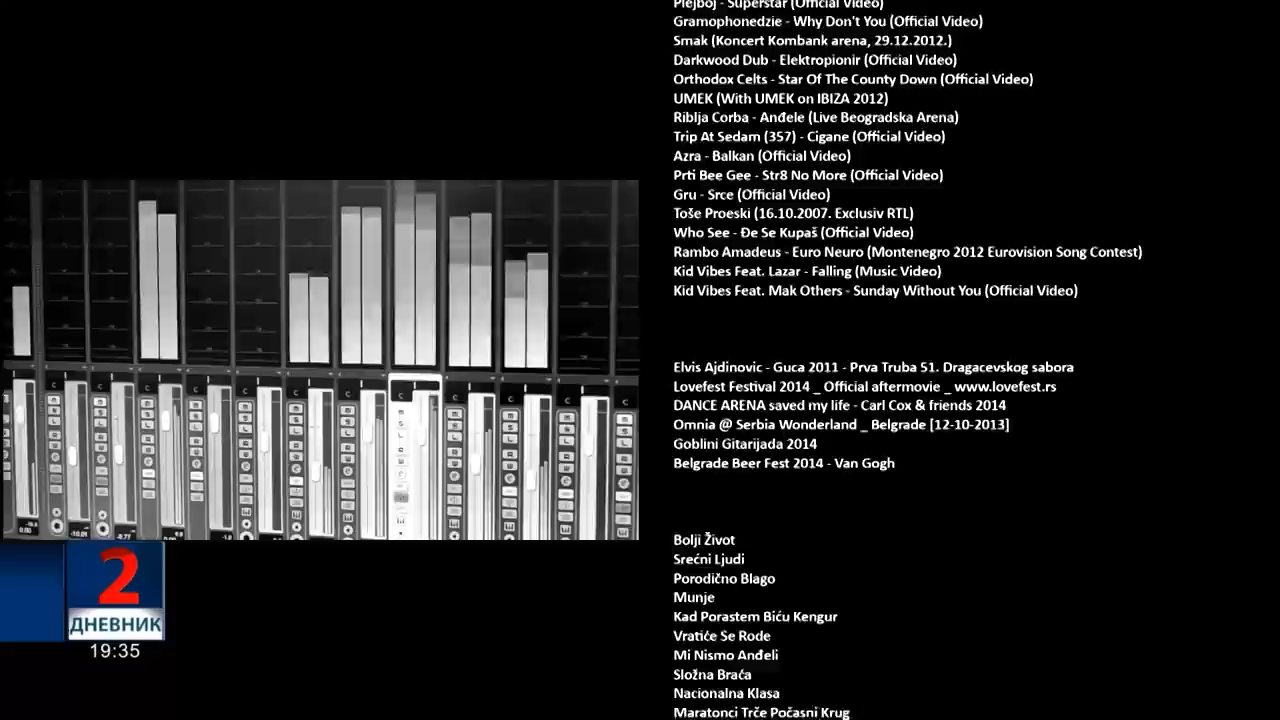 Plejboj - Superstar (Official Video)
Gramophonedzie - Why Don't You (Official Video)
Smak (Koncert Kombank arena, 29.12.2012.)
Darkwood Dub - Elektropionir (Official Video)
Orthodox Celts - Star Of The County Down (Official Video)
UMEK (With UMEK on IBIZA 2012)
Riblja Corba - Anđele (Live Beogradska Arena)
Trip At Sedam (357) - Cigane (Official Video)
Azra - Balkan (Official Video)
Prti Bee Gee - Str8 No More (Official Video)
Gru - Srce (Official Video)
Toše Proeski (16.10.2007. Exclusiv RTL)
Who See - Đe Se Kupaš (Official Video)
Rambo Amadeus - Euro Neuro (Montenegro 2012 Eurovision Song Contest)
Kid Vibes Feat. Lazar - Falling (Music Video)
Kid Vibes Feat. Mak Others - Sunday Without You (Official Video)
Elvis Ajdinovic - Guca 2011 - Prva Truba 51. Dragacevskog sabora
Lovefest Festival 2014 _ Official aftermovie _ www.lovefest.rs
DANCE ARENA saved my life - Carl Cox & friends 2014
Omnia @ Serbia Wonderland _ Belgrade [12-10-2013]
Goblini Gitarijada 2014
Belgrade Beer Fest 2014 - Van Gogh
Bolji Život
Srećni Ljudi
Porodično Blago
Munje
Kad Porastem Biću Kengur
Vratiće Se Rode
Mi Nismo Anđeli
Složna Braća
Nacionalna Klasa
Maratonci Trče Počasni Krug
2
ДНЕВНИК
19:35